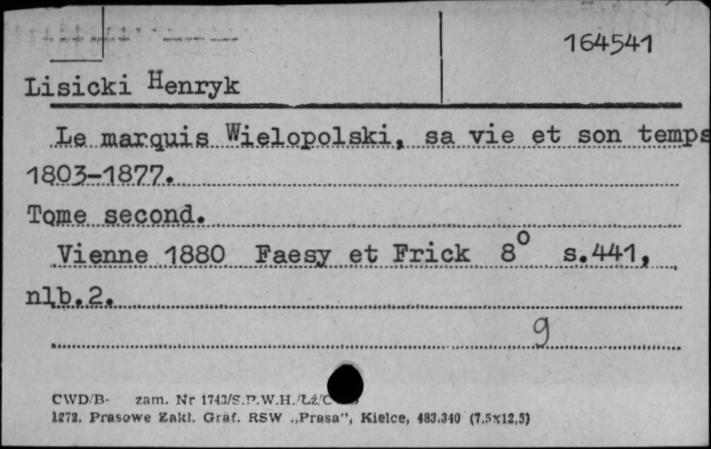 164541
Lisicki Henryk
Le marquis Wielopolski, sa vie et son temps
1803-1877.
Tome second.
Vienne 1880 Faesy et Frick 8° s.441,
nlb.2.
9
CWD/B- zam. Nr 1743/S.P.W.H./Łź/C
1272. Prasowe Zakł. Graf. RSW „Prasa", Kielce, 483.340 (7,5x12,5)